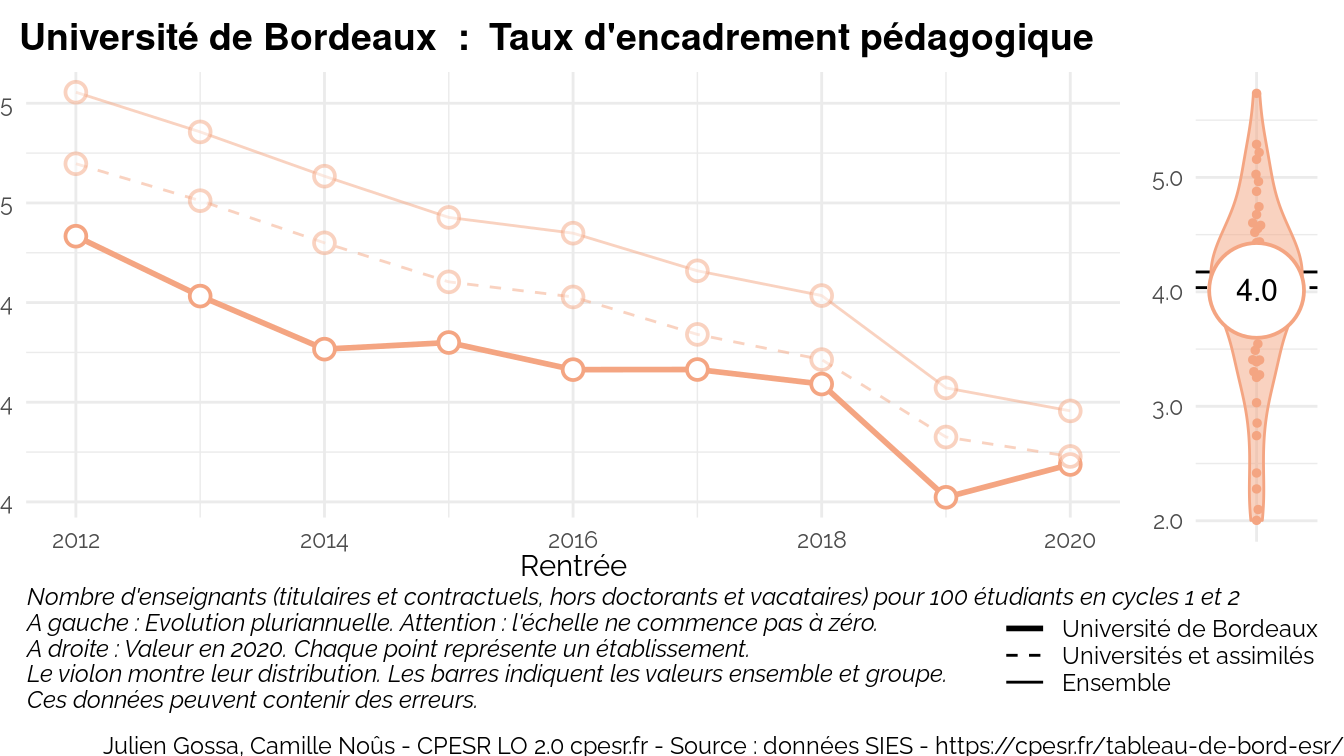 Université de Bordeaux : Taux d'encadrement pédagogique
5
5
4
4
4
2012 2014 2016 2018 2020
Rentrée
5.0
4.0
3.0
2.0
4.0
Nombre d'enseignants (titulaires et contractuels, hors doctorants et vacataires) pour 100 étudiants en cycles 1 et 2
A gauche : Evolution pluriannuelle. Attention : l'échelle ne commence pas à zéro.
A droite : Valeur en 2020. Chaque point représente un établissement.
Le violon montre leur distribution. Les barres indiquent les valeurs ensemble et groupe.
Ces données peuvent contenir des erreurs.
Université de Bordeaux
Universités et assimilés
Ensemble
Julien Gossa, Camille Noûs - CPESR LO 2.0 cpesr.fr - Source : données SIES - https://cpesr.fr/tableau-de-bord-esr/